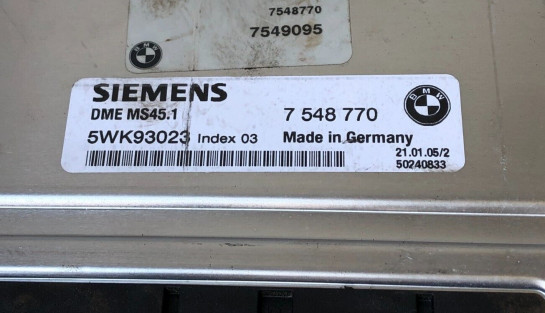 7548770
7549095
BMW
SIEMENS
DME MS45.1
7 548 770
BMW
5WK93023 Index 03
Made in Germany
21.01.05/2
50240833